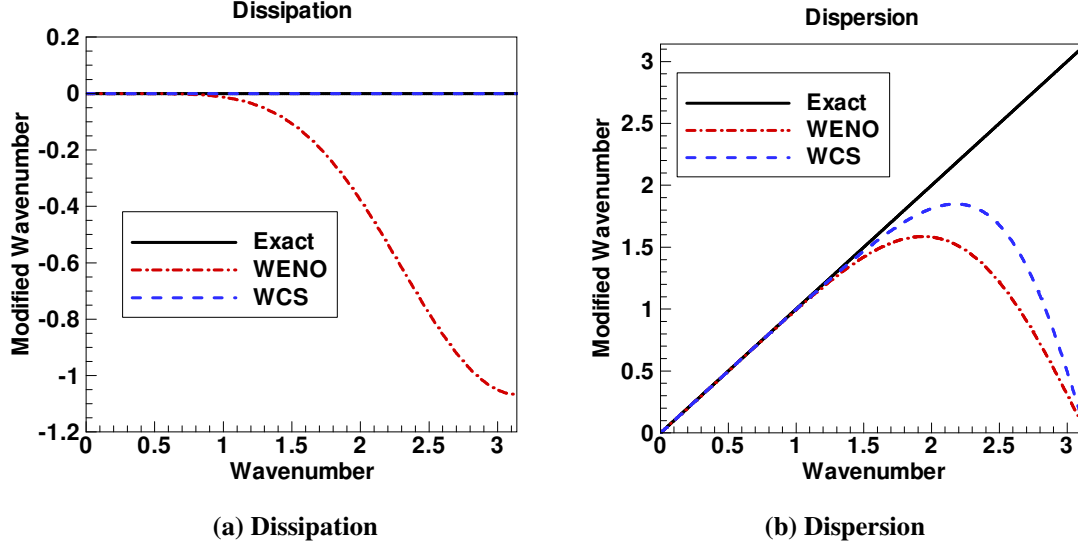 Dissipation
0.2
0
-0.2
-0.4
-0.6
-0.8
-1
-1.2
0 0.5 1 1.5 2 2.5 3
Modified Wavenumber
Wavenumber
Exact
WENO
WCS
(a) Dissipation
Dispersion
3
2.5
2
1.5
1
0.5
0
0 0.5 1 1.5 2 2.5 3
Modified Wavenumber
Wavenumber
Exact
WENO
WCS
(b) Dispersion